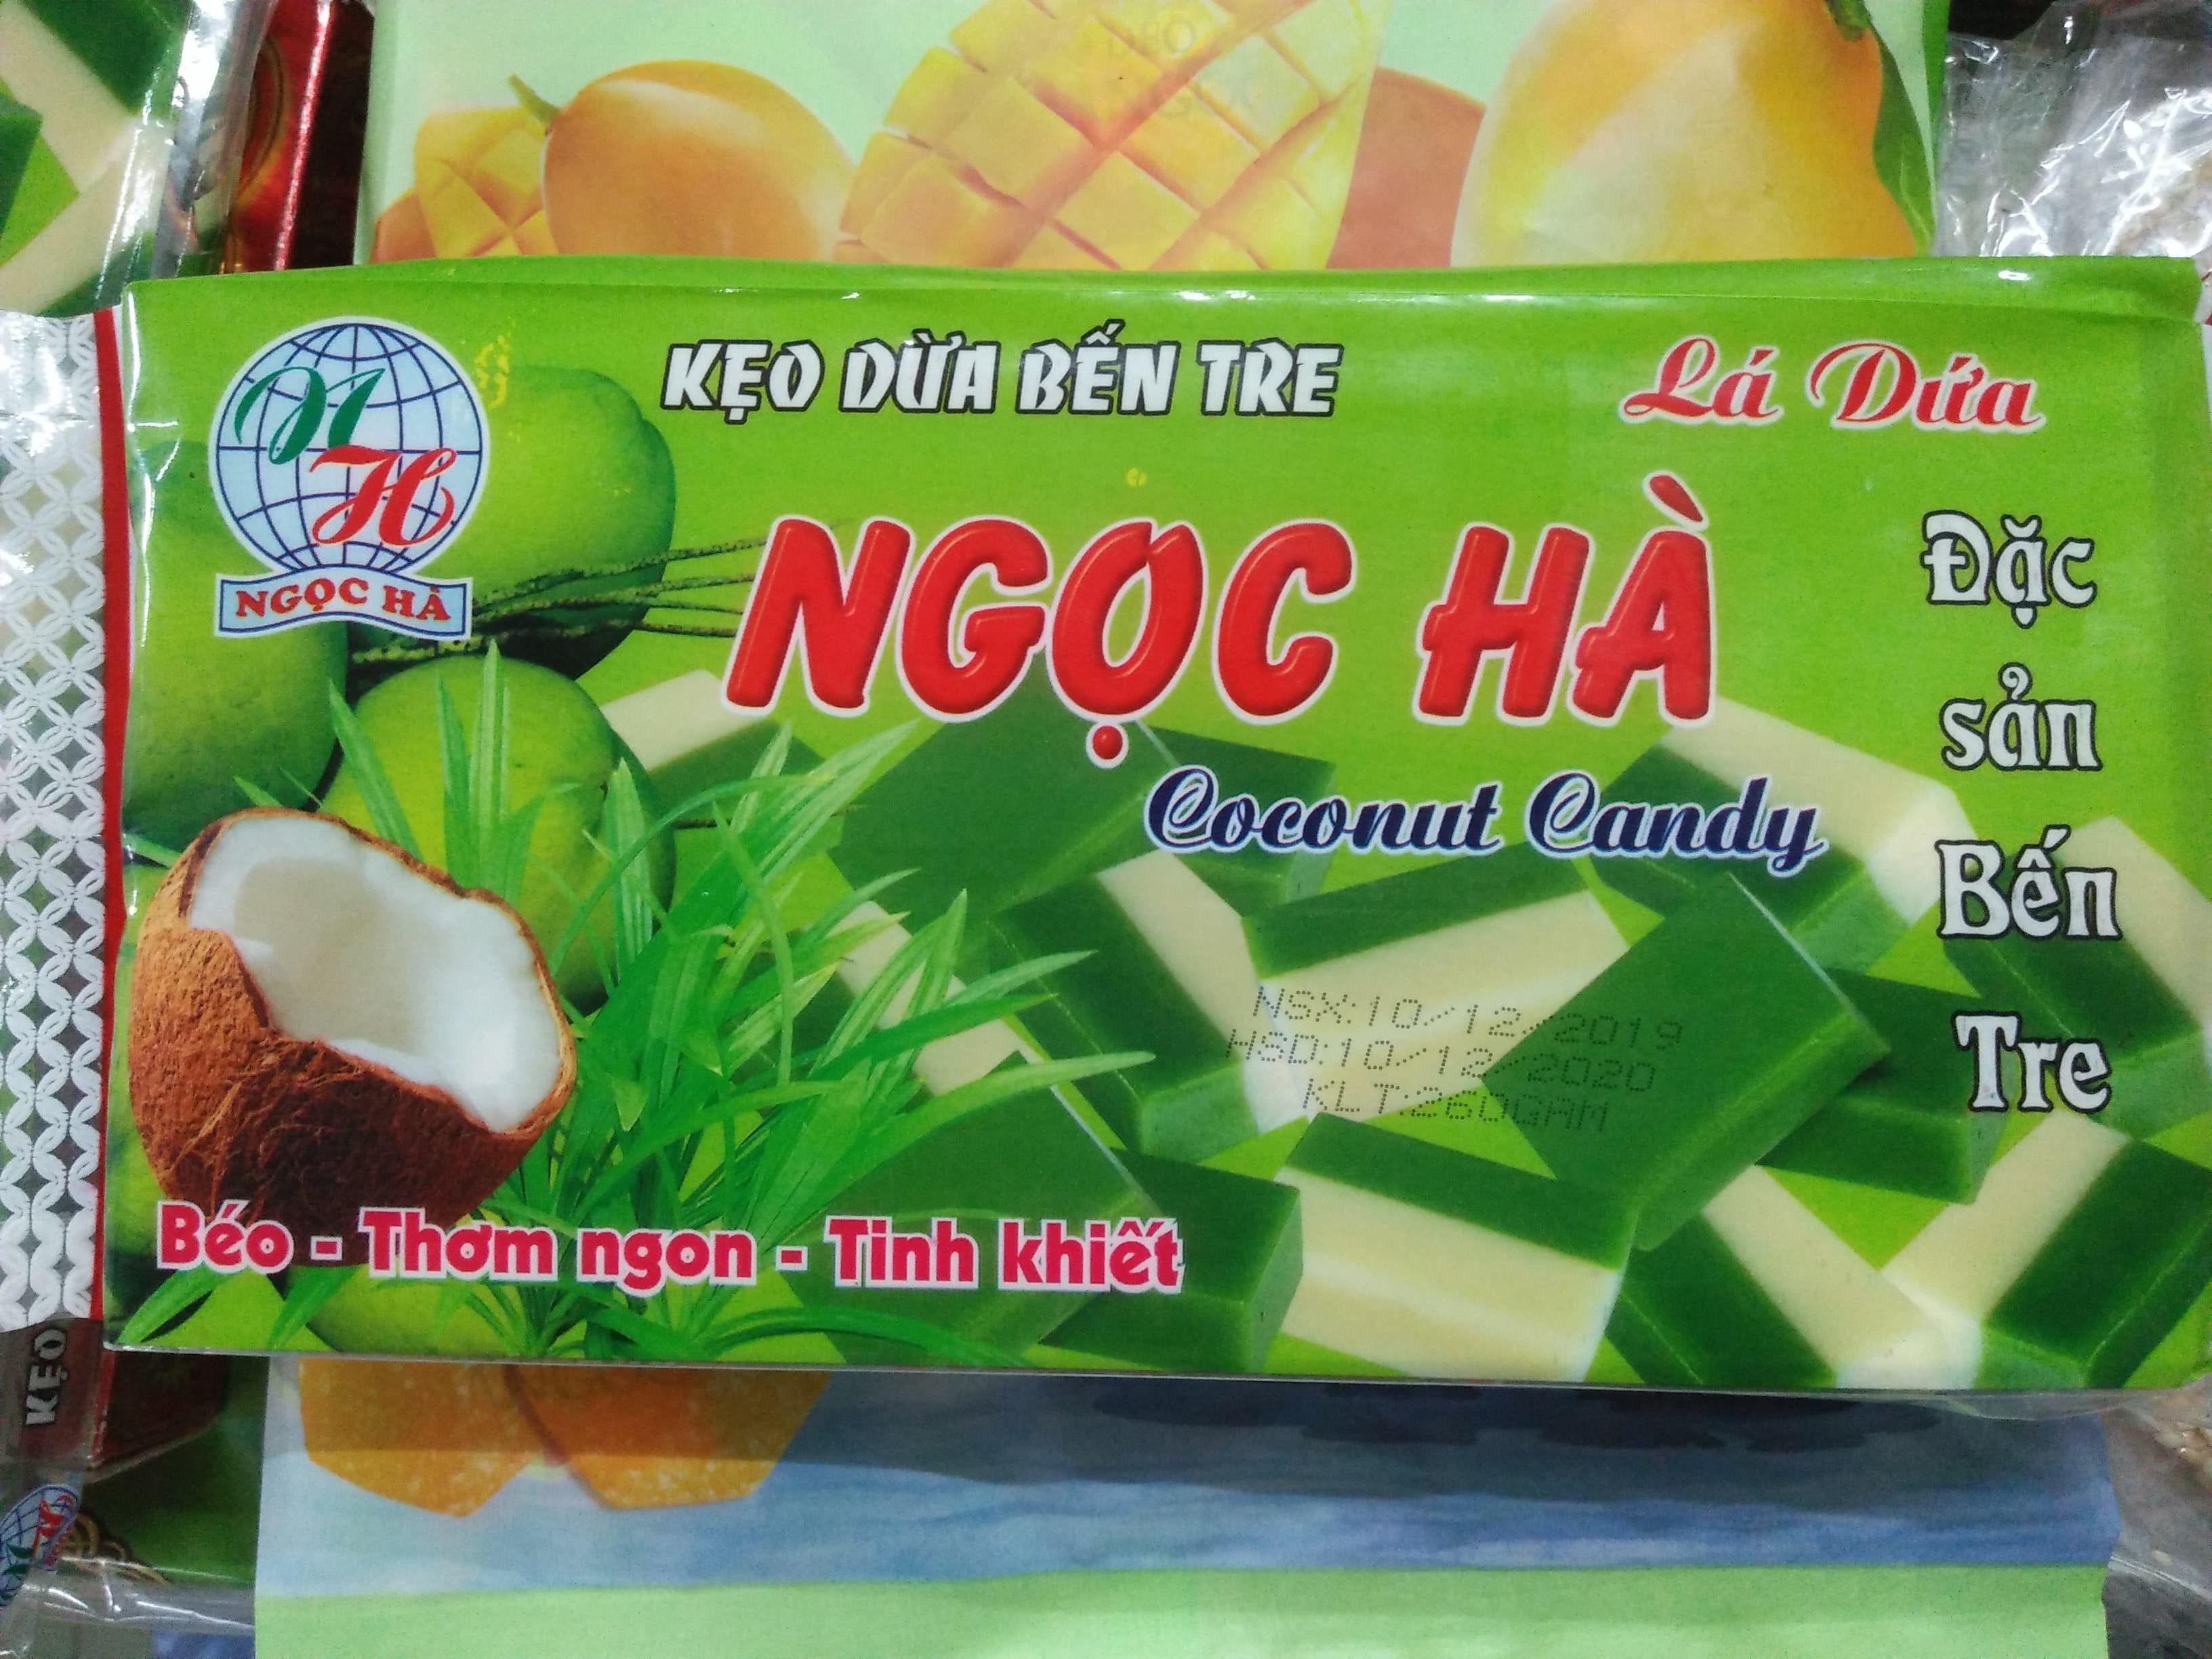 KẸO DỪA BẾN TRE
Lá Dứa
N
H
NGỌC HÀ
NGỌC HÀ
Coconut Candy
Đặc
sản
Bến
Tre
NSX:10/12/2019
HSD:10/12/2020
KLT:260GAM
Béo - Thơm ngon - Tinh khiết
KẸO